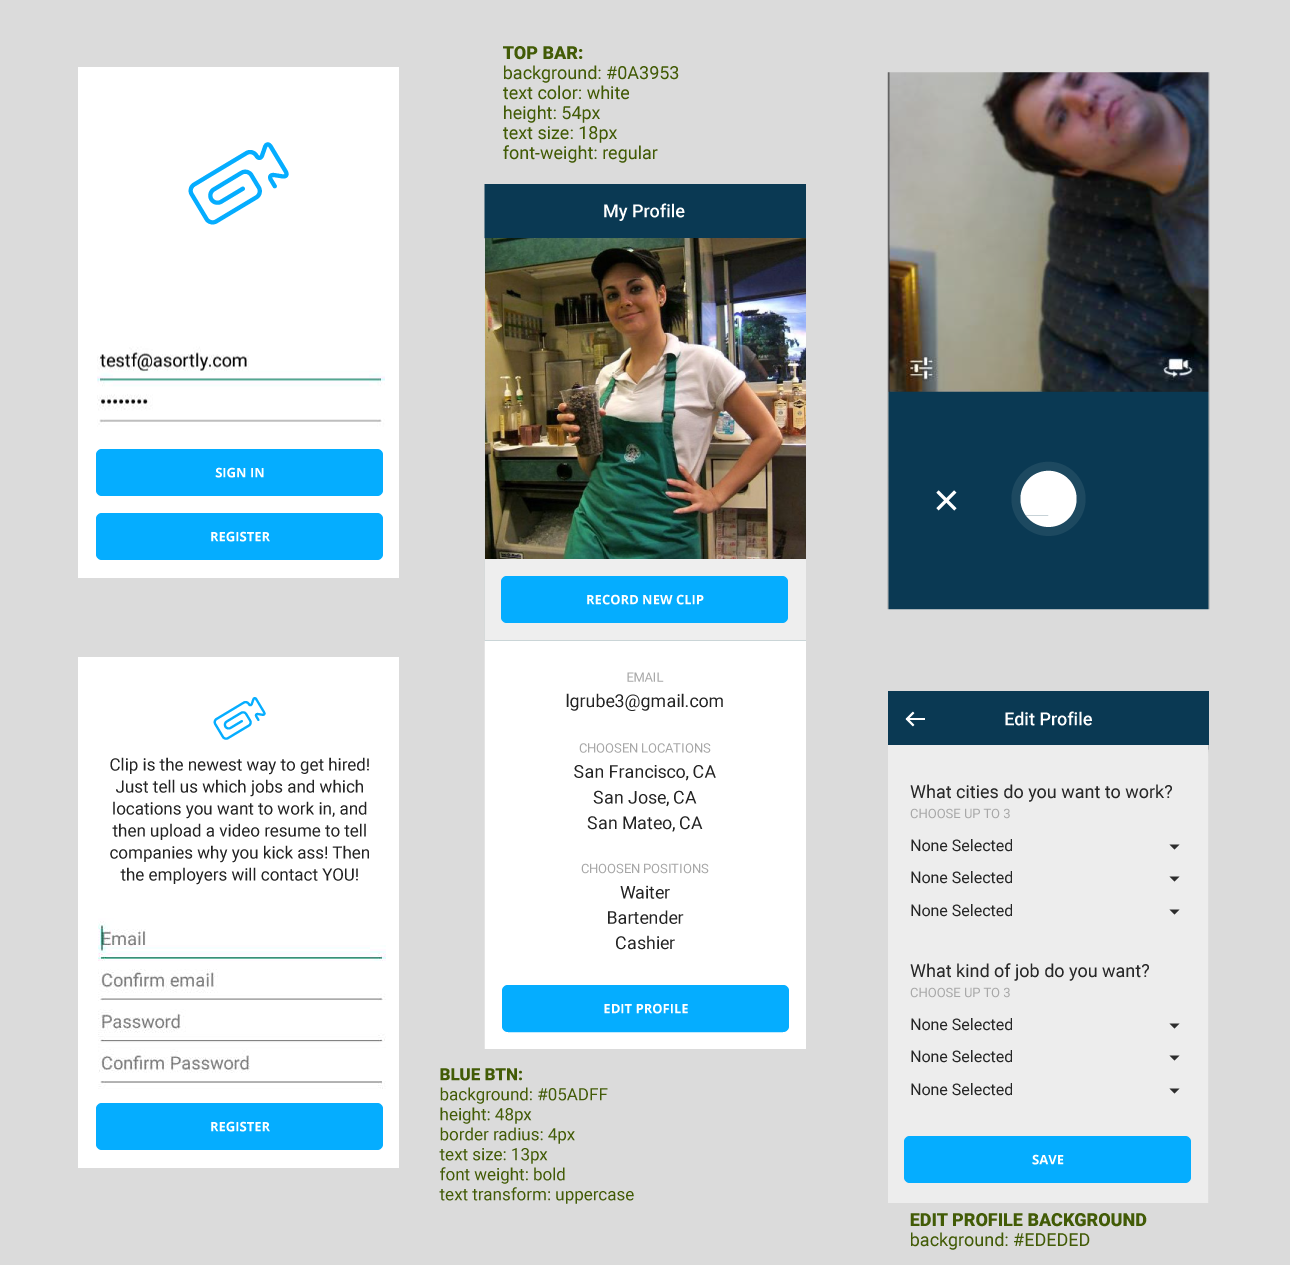 testf@asortly.com
••••••••
SIGN IN
REGISTER
Clip is the newest way to get hired!
Just tell us which jobs and which
locations you want to work in, and
then upload a video resume to tell
companies why you kick ass! Then
the employers will contact YOU!
Email
Confirm email
Password
Confirm Password
REGISTER
TOP BAR:
background: #0A3953
text color: white
height: 54px
text size: 18px
font-weight: regular
My Profile
RECORD NEW CLIP
EMAIL
lgrube3@gmail.com
CHOOSEN LOCATIONS
San Francisco, CA
San Jose, CA
San Mateo, CA
CHOOSEN POSITIONS
Waiter
Bartender
Cashier
EDIT PROFILE
BLUE BTN:
background: #05ADFF
height: 48px
border radius: 4px
text size: 13px
font weight: bold
text transform: uppercase
Edit Profile
What cities do you want to work?
CHOOSE UP TO 3
None Selected
None Selected
None Selected
What kind of job do you want?
CHOOSE UP TO 3
None Selected
None Selected
None Selected
SAVE
EDIT PROFILE BACKGROUND
background: #EDEDED